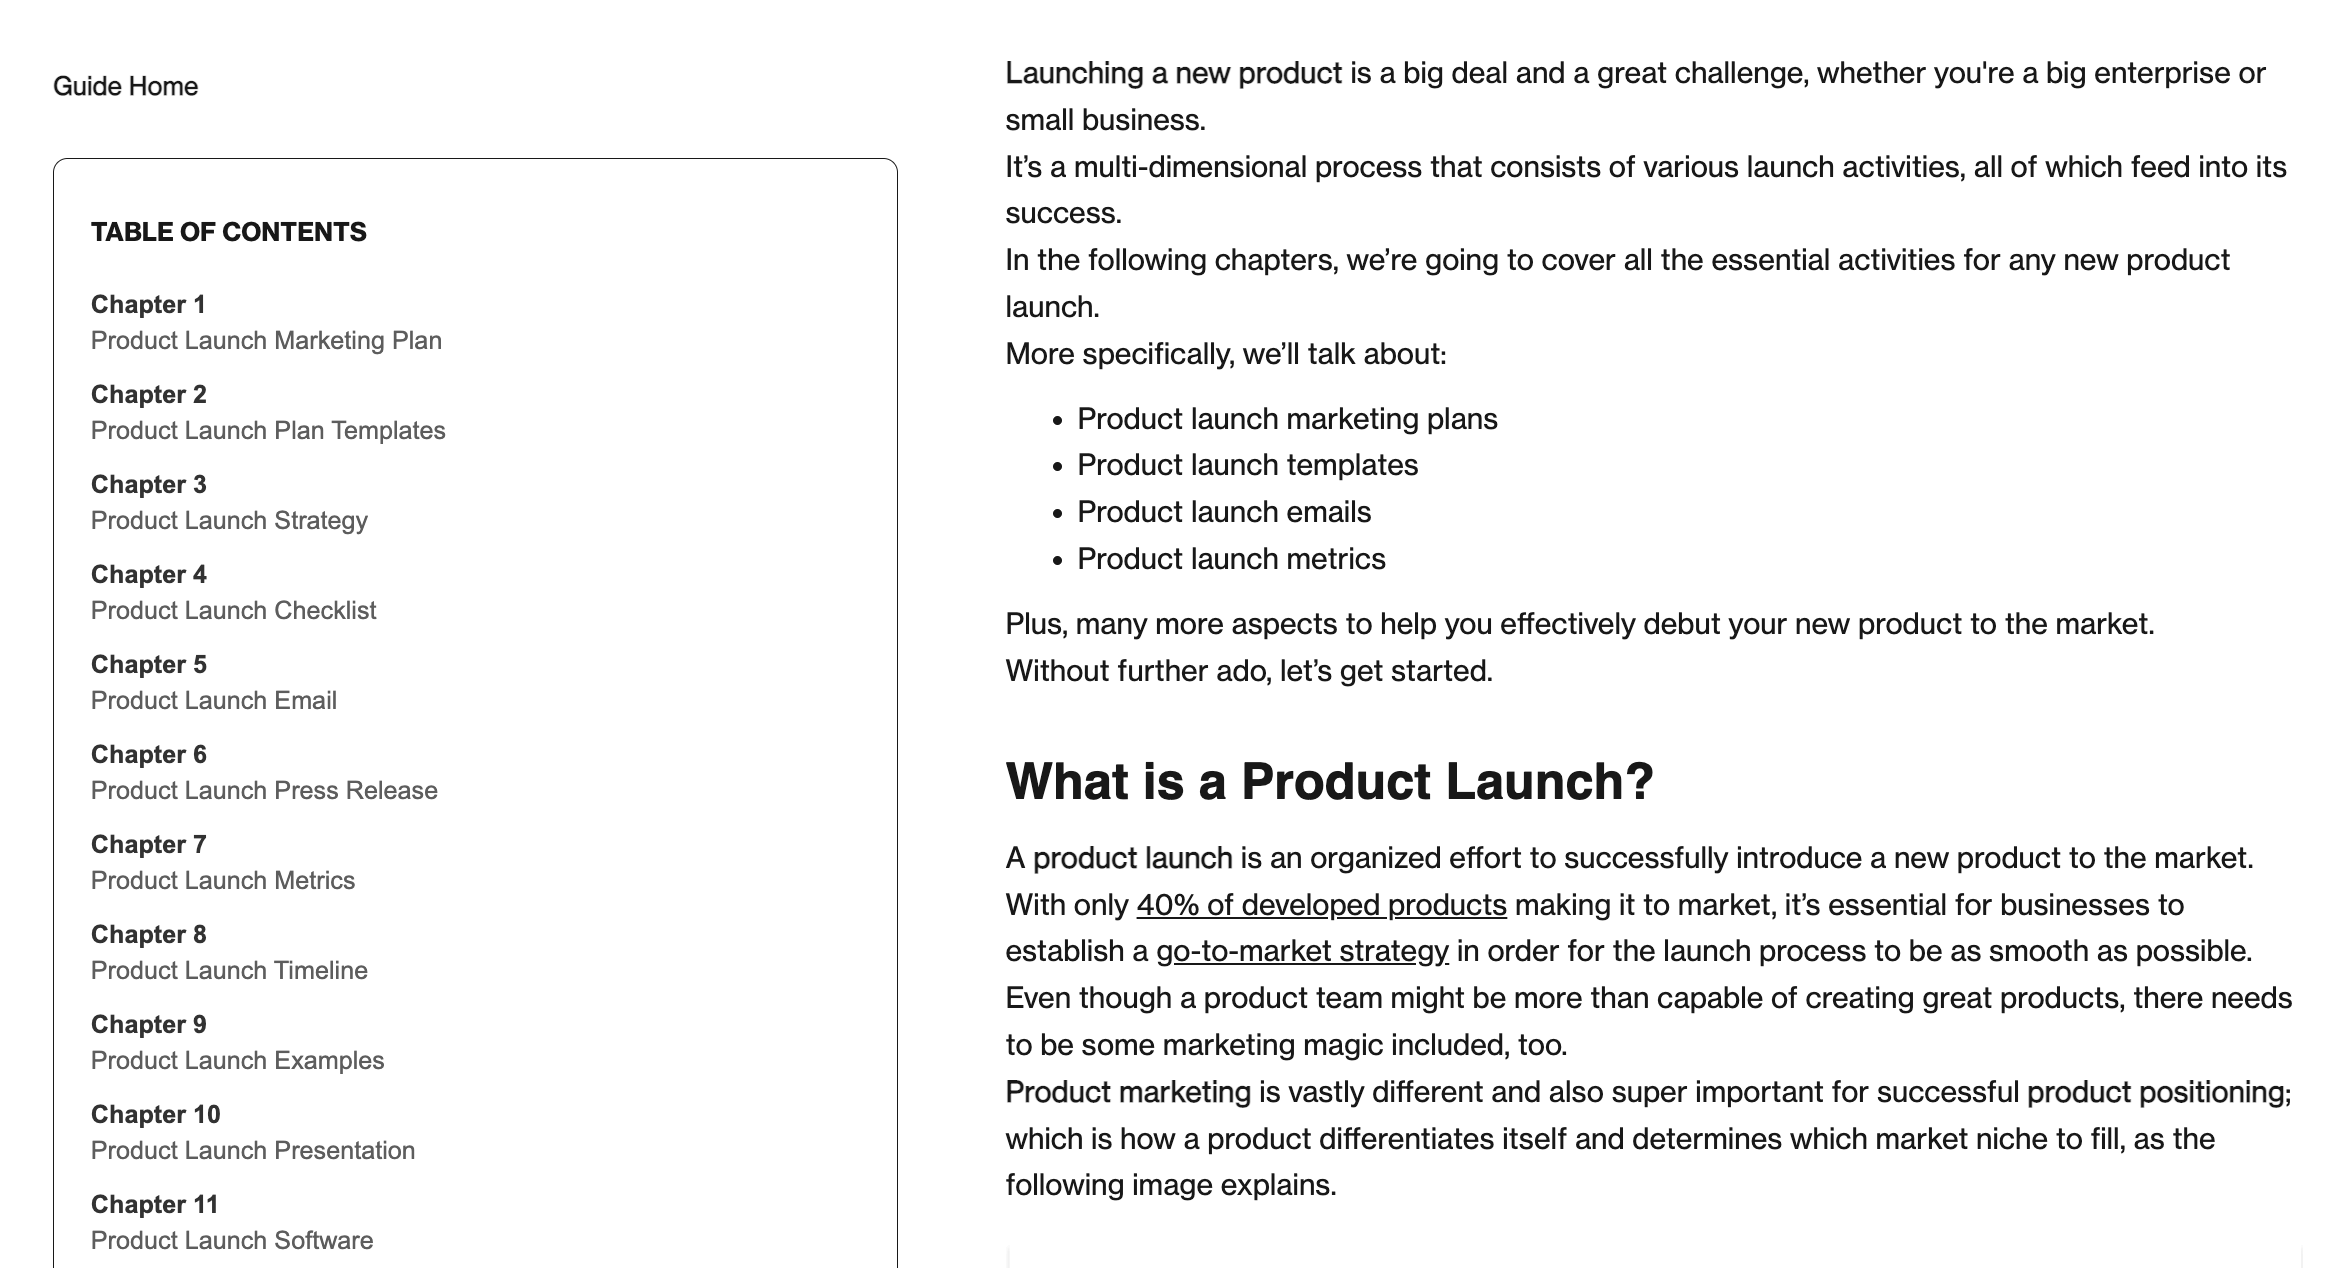 Guide Home
TABLE OF CONTENTS
Chapter 1
Product Launch Marketing Plan
Chapter 2
Product Launch Plan Templates
Chapter 3
Product Launch Strategy
Chapter 4
Product Launch Checklist
Chapter 5
Product Launch Email
Chapter 6
Product Launch Press Release
Chapter 7
Product Launch Metrics
Chapter 8
Product Launch Timeline
Chapter 9
Product Launch Examples
Chapter 10
Product Launch Presentation
Chapter 11
Product Launch Software
Launching a new product is a big deal and a great challenge, whether you're a big enterprise or
small business.
It’s a multi-dimensional process that consists of various launch activities, all of which feed into its
success.
In the following chapters, we’re going to cover all the essential activities for any new product
launch.
More specifically, we’ll talk about:
• Product launch marketing plans
• Product launch templates
• Product launch emails
• Product launch metrics
Plus, many more aspects to help you effectively debut your new product to the market.
Without further ado, let’s get started.
What is a Product Launch?
A product launch is an organized effort to successfully introduce a new product to the market.
With only 40% of developed products making it to market, it’s essential for businesses to
establish a go-to-market strategy in order for the launch process to be as smooth as possible.
Even though a product team might be more than capable of creating great products, there needs
to be some marketing magic included, too.
Product marketing is vastly different and also super important for successful product positioning;
which is how a product differentiates itself and determines which market niche to fill, as the
following image explains.